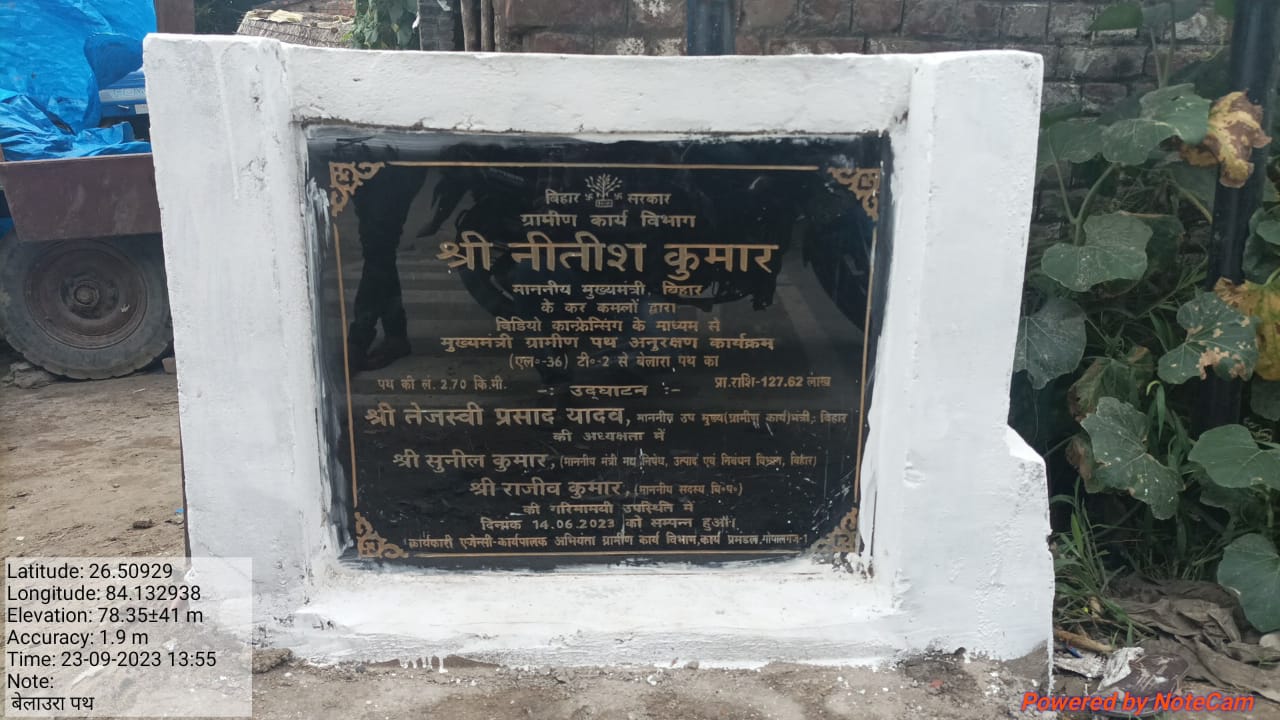 बिहार सरकार
ग्रामीण कार्य विभाग
श्री नीतीश कुमार
माननीय मुख्यमंत्री, बिहार
के कर कमलों द्वारा
विडियो कान्फ्रेन्सिंग के माध्यम से
मुख्यमंत्री ग्रामीण पथ अनुरक्षण कार्यक्रम
(एल०-36) टी०-2 से बेलारा पथ का
पथ की लं. 2.70 कि.मी. -: उद्घाटन :- प्रा.राशि-127.62 लाख
श्री तेजस्वी प्रसाद यादव, माननीय उप मुख्य(ग्रामीण कार्य)मंत्री, बिहार
की अध्यक्षता में
श्री सुनील कुमार, (माननीय मंत्री मद्य निषेध, उत्पाद एवं निबंधन विभाग, बिहार)
श्री राजीव कुमार, (माननीय सदस्य बि०प०)
की गरिमामयी उपस्थिति में
दिनांक 14.06.2023 को सम्पन्न हुआ।
कार्यकारी एजेन्सी-कार्यपालक अभियंता ग्रामीण कार्य विभाग,कार्य प्रमंडल,गोपालगंज-1
Latitude: 26.50929
Longitude: 84.132938
Elevation: 78.35±41 m
Accuracy: 1.9 m
Time: 23-09-2023 13:55
Note:
बेलाउरा पथ
Powered by NoteCam